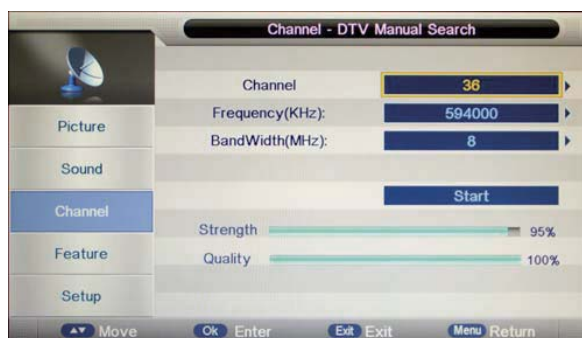 Channel - DTV Manual Search
Channel 36
Frequency(KHz): 594000
BandWidth(MHz): 8
Picture
Sound
Channel
Feature
Setup
Start
Strength 95%
Quality 100%
Move Ok Enter Exit Exit Menu Return